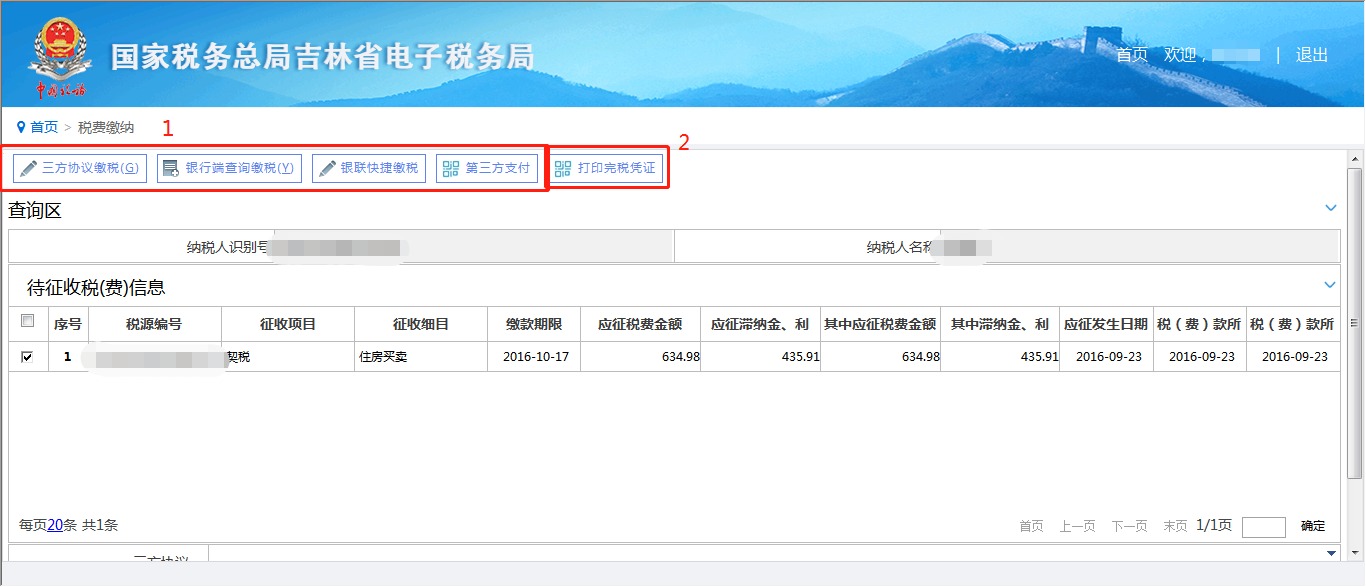 国家税务总局吉林省电子税务局
中国税务
首页 欢迎, | 退出
首页 > 税费缴纳
1
2
三方协议缴税(G) 银行端查询缴税(Y) 银联快捷缴税 第三方支付 打印完税凭证
查询区
纳税人识别号 纳税人名称
待征收税(费)信息
序号 税源编号 征收项目 征收细目 缴款期限 应征税费金额 应征滞纳金、利 其中应征税费金额 其中滞纳金、利 应征发生日期 税（费）款所 税（费）款所
1 契税 住房买卖 2016-10-17 634.98 435.91 634.98 435.91 2016-09-23 2016-09-23 2016-09-23
每页20条 共1条 首页 上一页 下一页 末页 1/1页 确定
三方协议